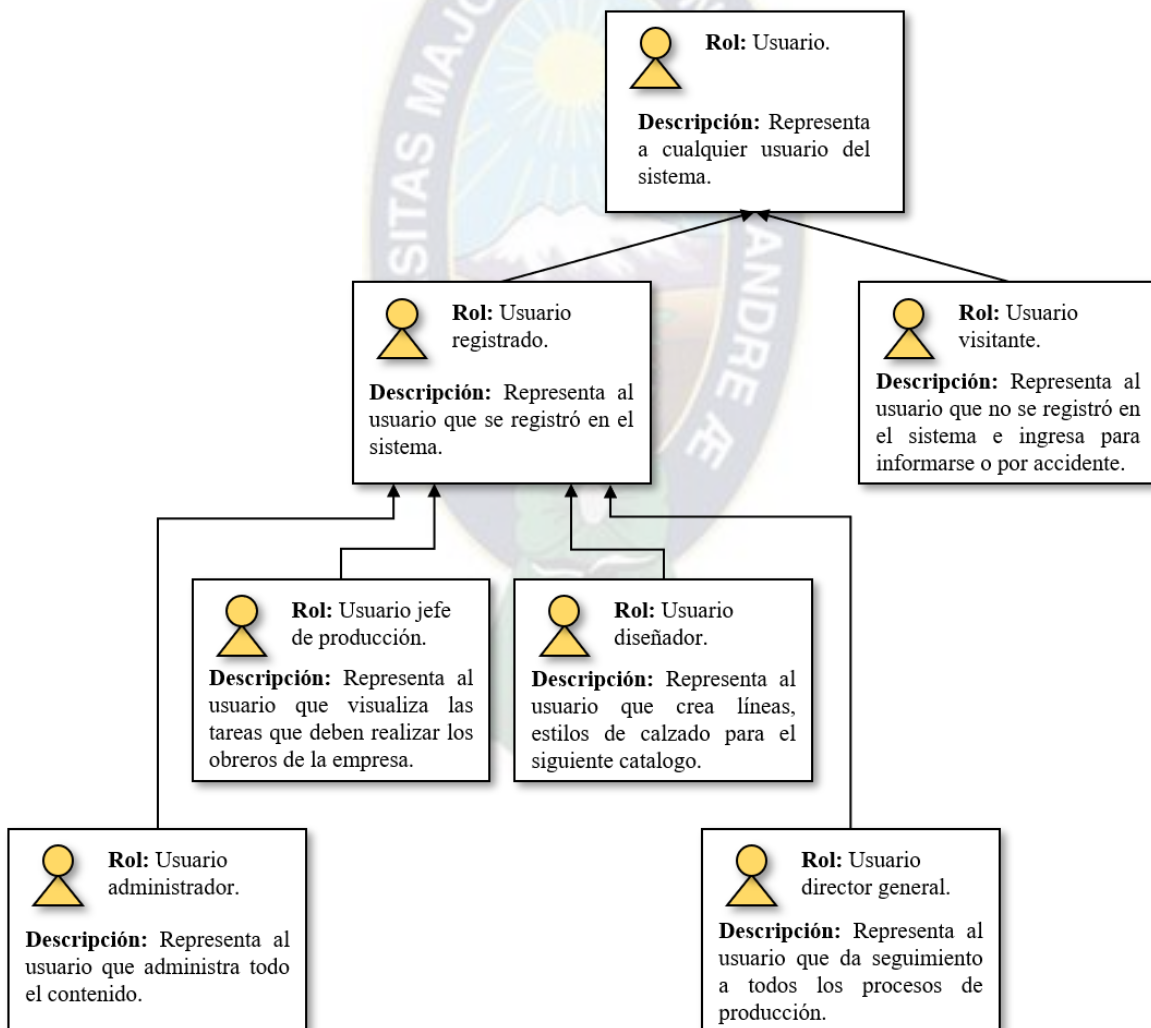 Rol: Usuario.
Descripción: Representa
a cualquier usuario del
sistema.
Rol: Usuario
registrado.
Descripción: Representa al
usuario que se registró en el
sistema.
Rol: Usuario
visitante.
Descripción: Representa al
usuario que no se registró en
el sistema e ingresa para
informarse o por accidente.
Rol: Usuario jefe
de producción.
Descripción: Representa al
usuario que visualiza las
tareas que deben realizar los
obreros de la empresa.
Rol: Usuario
diseñador.
Descripción: Representa al
usuario que crea líneas,
estilos de calzado para el
siguiente catalogo.
Rol: Usuario
administrador.
Descripción: Representa al
usuario que administra todo
el contenido.
Rol: Usuario
director general.
Descripción: Representa al
usuario que da seguimiento
a todos los procesos de
producción.
ANDRE Æ